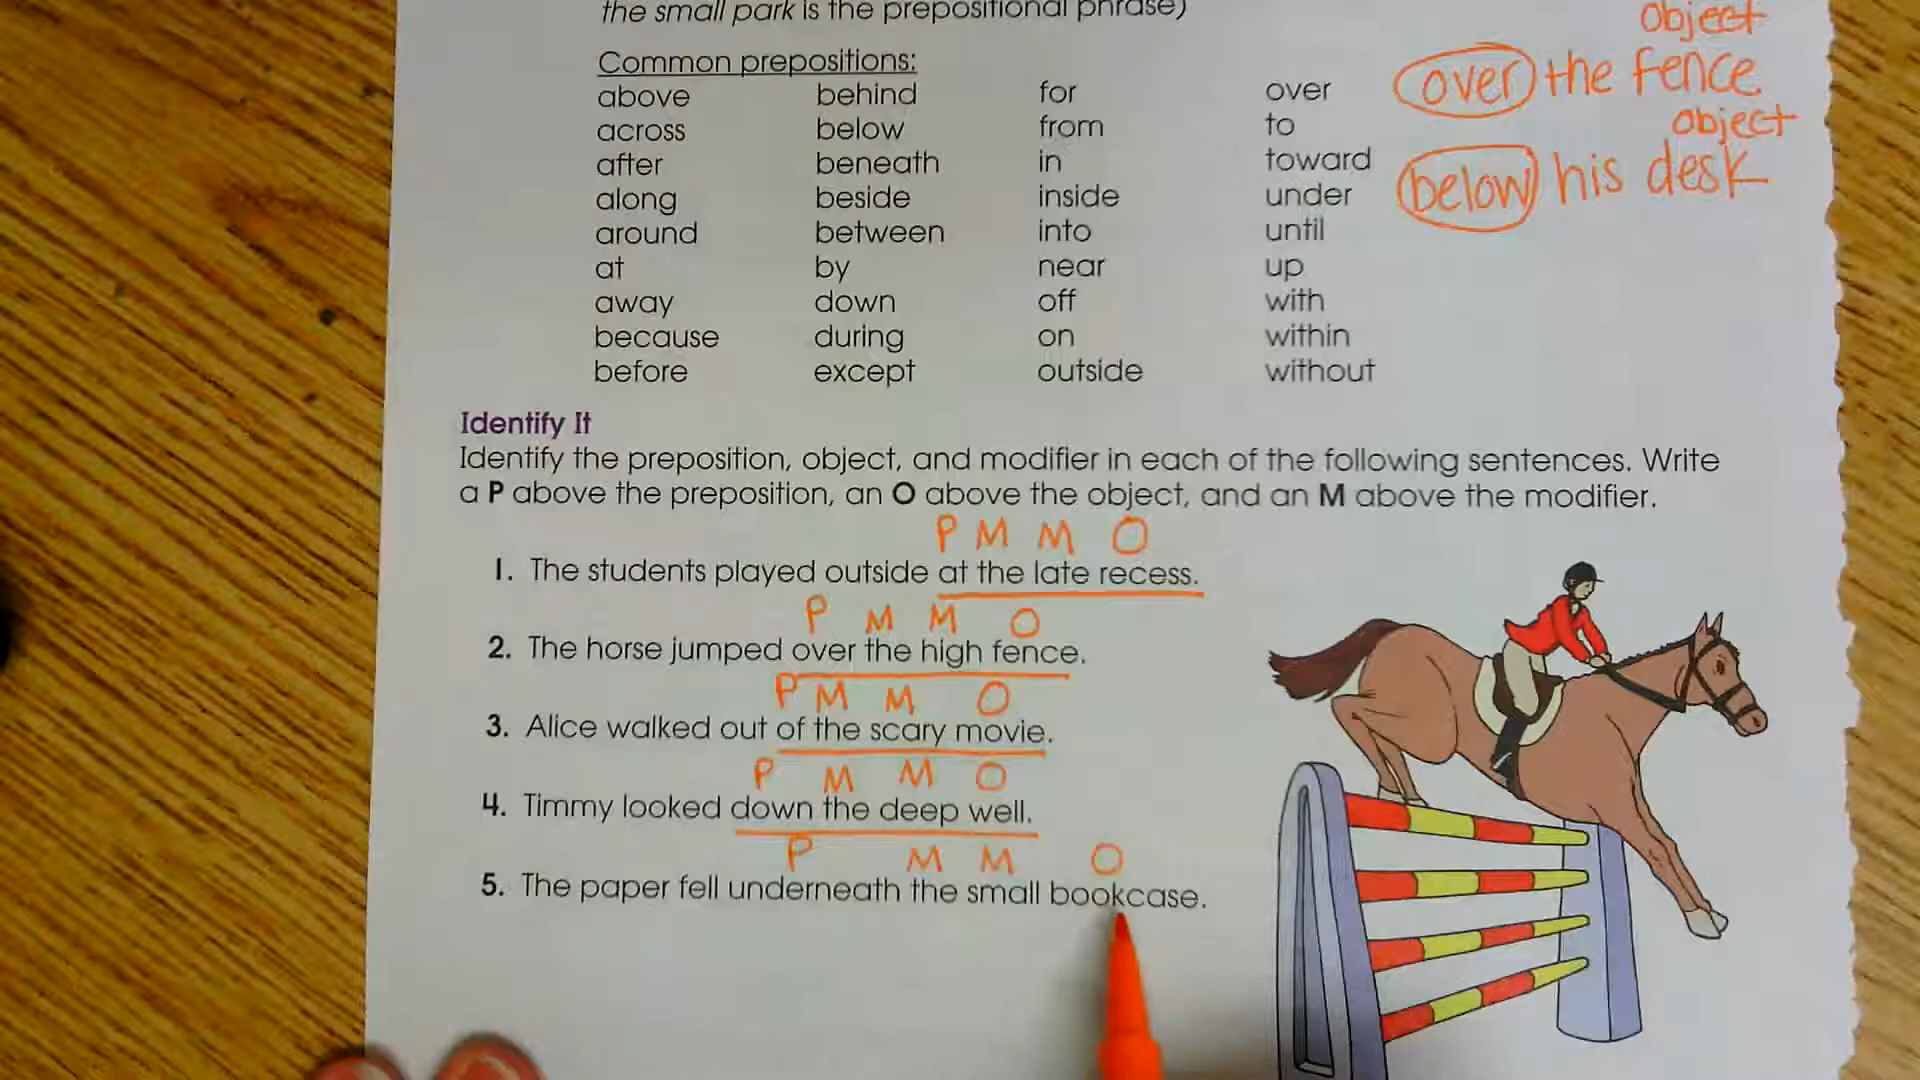 the small park is the prepositional phrase)
object
Common prepositions:
over the fence
above behind for over
object
across below from to
after beneath in toward
below his desk
along beside inside under
around between into until
at by near up
away down off with
because during on within
before except outside without
Identify It
Identify the preposition, object, and modifier in each of the following sentences. Write
a P above the preposition, an O above the object, and an M above the modifier.
P M M O
1. The students played outside at the late recess.
P M M O
2. The horse jumped over the high fence.
P M M O
3. Alice walked out of the scary movie.
P M M O
4. Timmy looked down the deep well.
P M M O
5. The paper fell underneath the small bookcase.